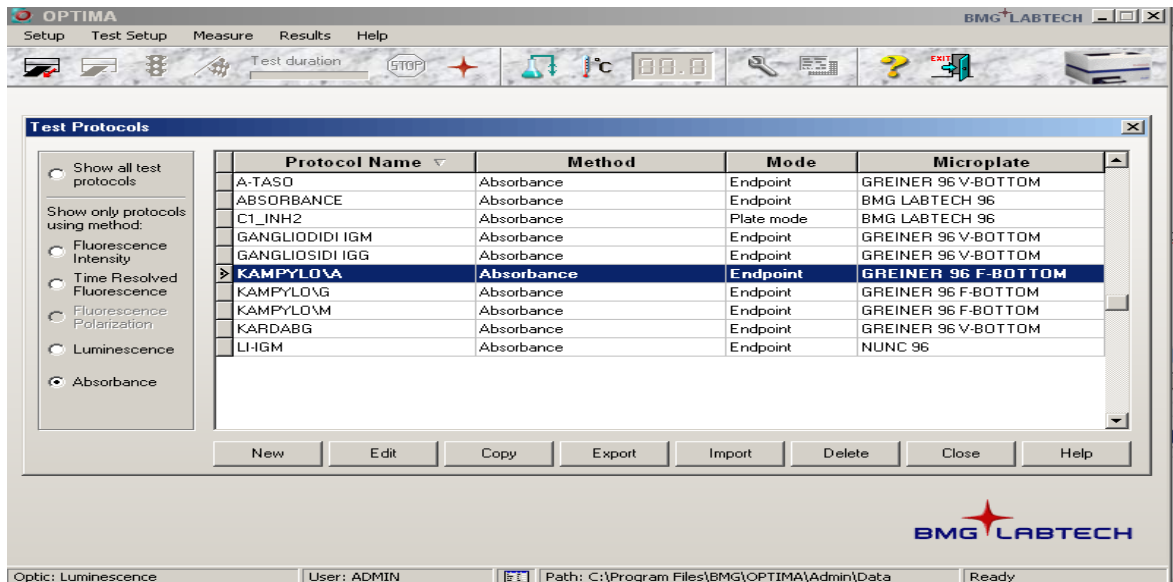 OPTIMA
BMG LABTECH
Setup Test Setup Measure Results Help
Test duration STOP °C 88.8 ? EXIT
Test Protocols
Show all test
protocols
Show only protocols
using method:
Fluorescence
Intensity
Time Resolved
Fluorescence
Fluorescence
Polarization
Luminescence
Absorbance
Protocol Name Method Mode Microplate
A-TASO Absorbance Endpoint GREINER 96 V-BOTTOM
ABSORBANCE Absorbance Endpoint BMG LABTECH 96
C1_INH2 Absorbance Plate mode BMG LABTECH 96
GANGLIODIDI IGM Absorbance Endpoint GREINER 96 V-BOTTOM
GANGLIOSIDI IGG Absorbance Endpoint GREINER 96 V-BOTTOM
KAMPYLO\A Absorbance Endpoint GREINER 96 F-BOTTOM
KAMPYLO\G Absorbance Endpoint GREINER 96 F-BOTTOM
KAMPYLO\M Absorbance Endpoint GREINER 96 F-BOTTOM
KARDABG Absorbance Endpoint GREINER 96 V-BOTTOM
LI-IGM Absorbance Endpoint NUNC 96
New Edit Copy Export Import Delete Close Help
BMG LABTECH
Optic: Luminescence User: ADMIN Path: C:\Program Files\BMG\OPTIMA\Admin\Data Ready